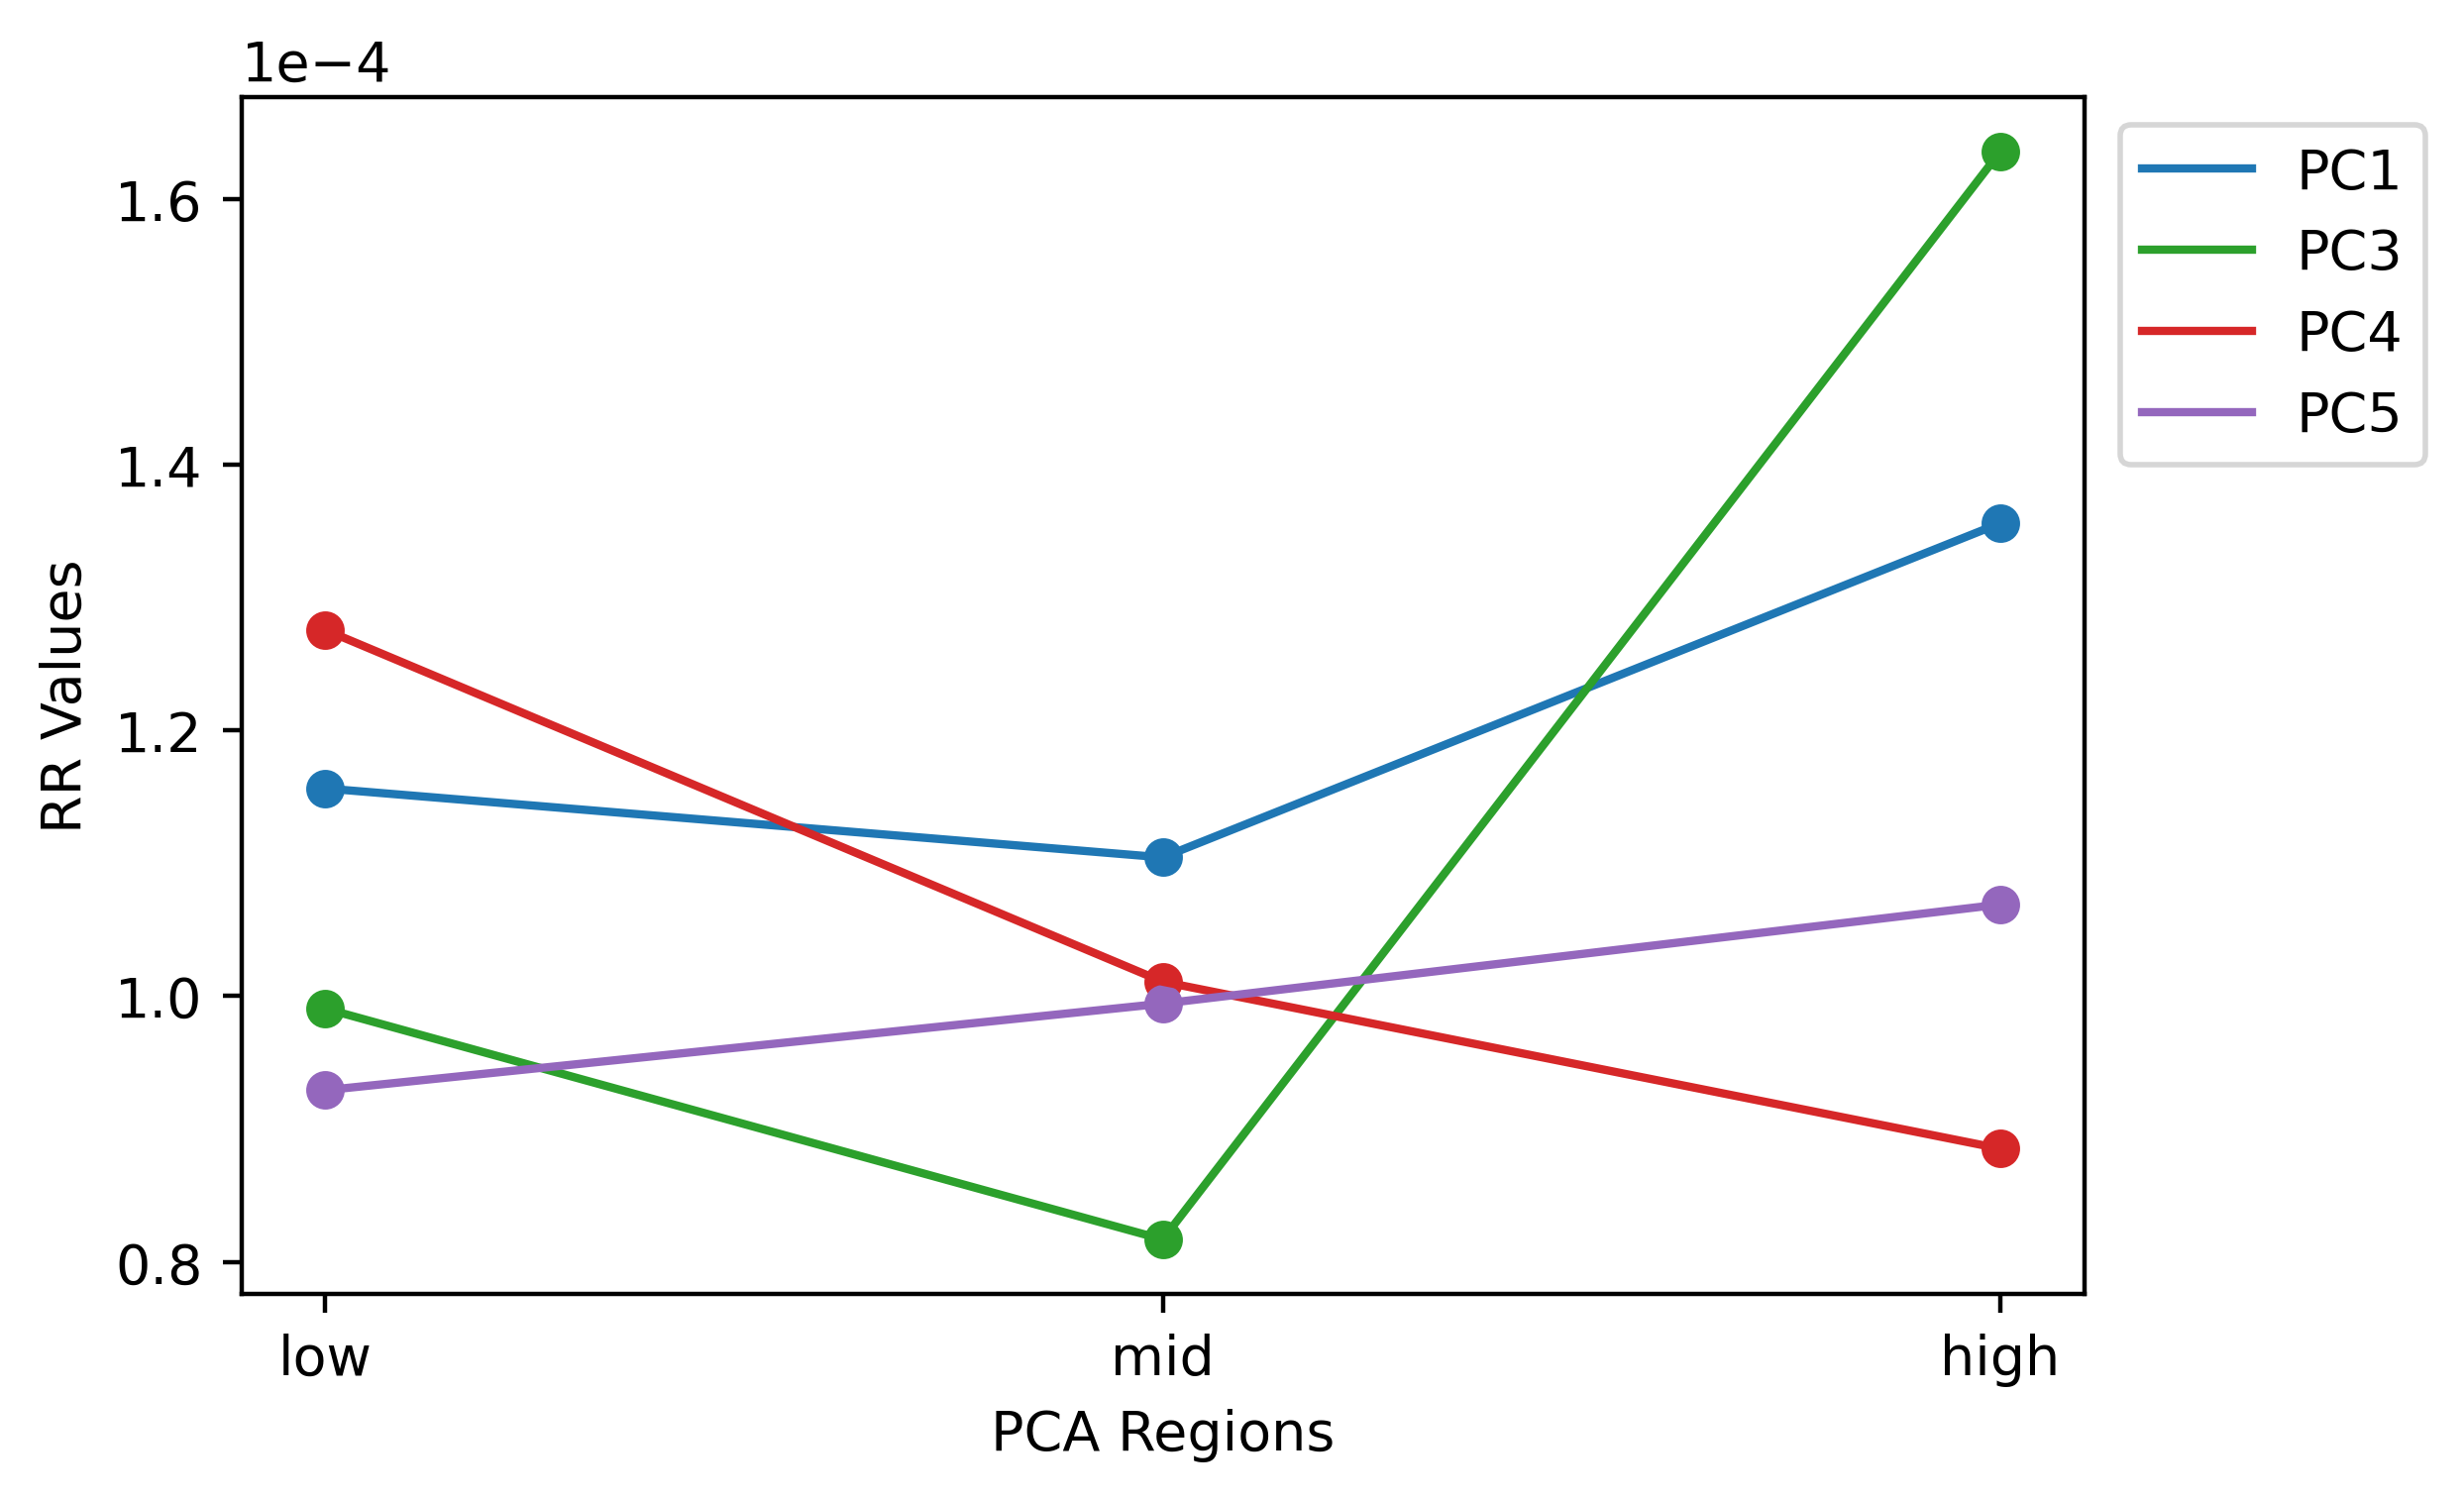 1e−4
1.6
1.4
1.2
1.0
0.8
RR Values
low
mid
high
PCA Regions
PC1
PC3
PC4
PC5